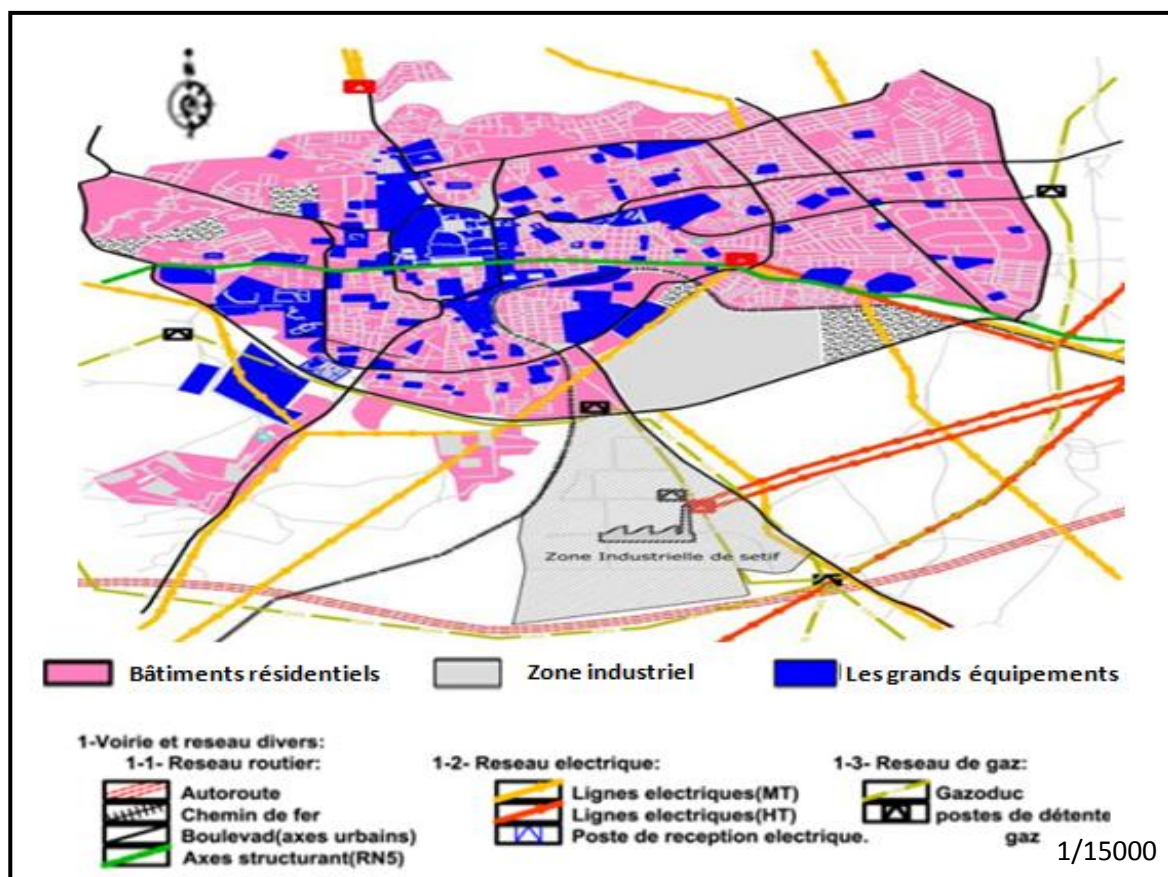 Zone Industrielle de setif
Bâtiments résidentiels
Zone industriel
Les grands équipements
1-Voirie et reseau divers:
1-1- Reseau routier:
Autoroute
Chemin de fer
Boulevad(axes urbains)
Axes structurant(RN5)
1-2- Reseau electrique:
Lignes electriques(MT)
Lignes electriques(HT)
Poste de reception electrique.
1-3- Reseau de gaz:
Gazoduc
postes de détente
gaz
1/15000